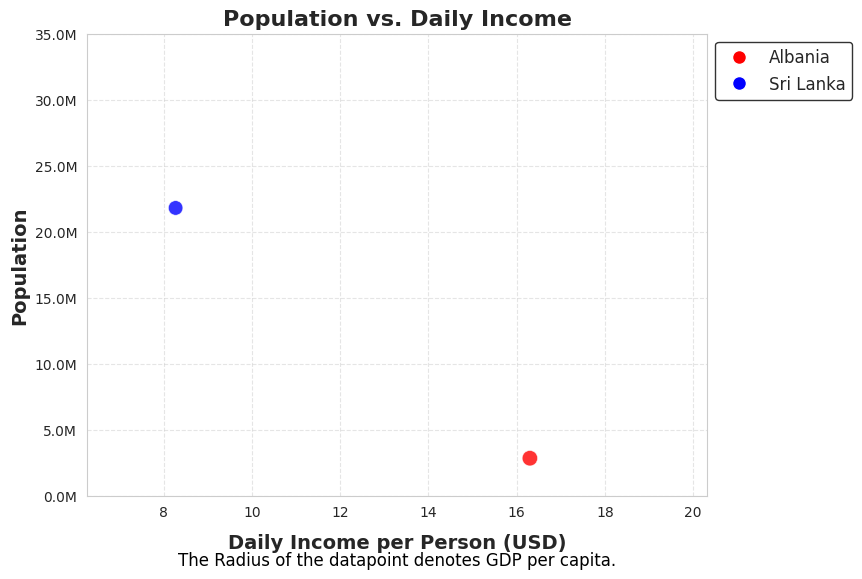 Population vs. Daily Income
35.0M
30.0M
25.0M
20.0M
15.0M
10.0M
5.0M
0.0M
Population
8 10 12 14 16 18 20
Daily Income per Person (USD)
The Radius of the datapoint denotes GDP per capita.
Albania
Sri Lanka